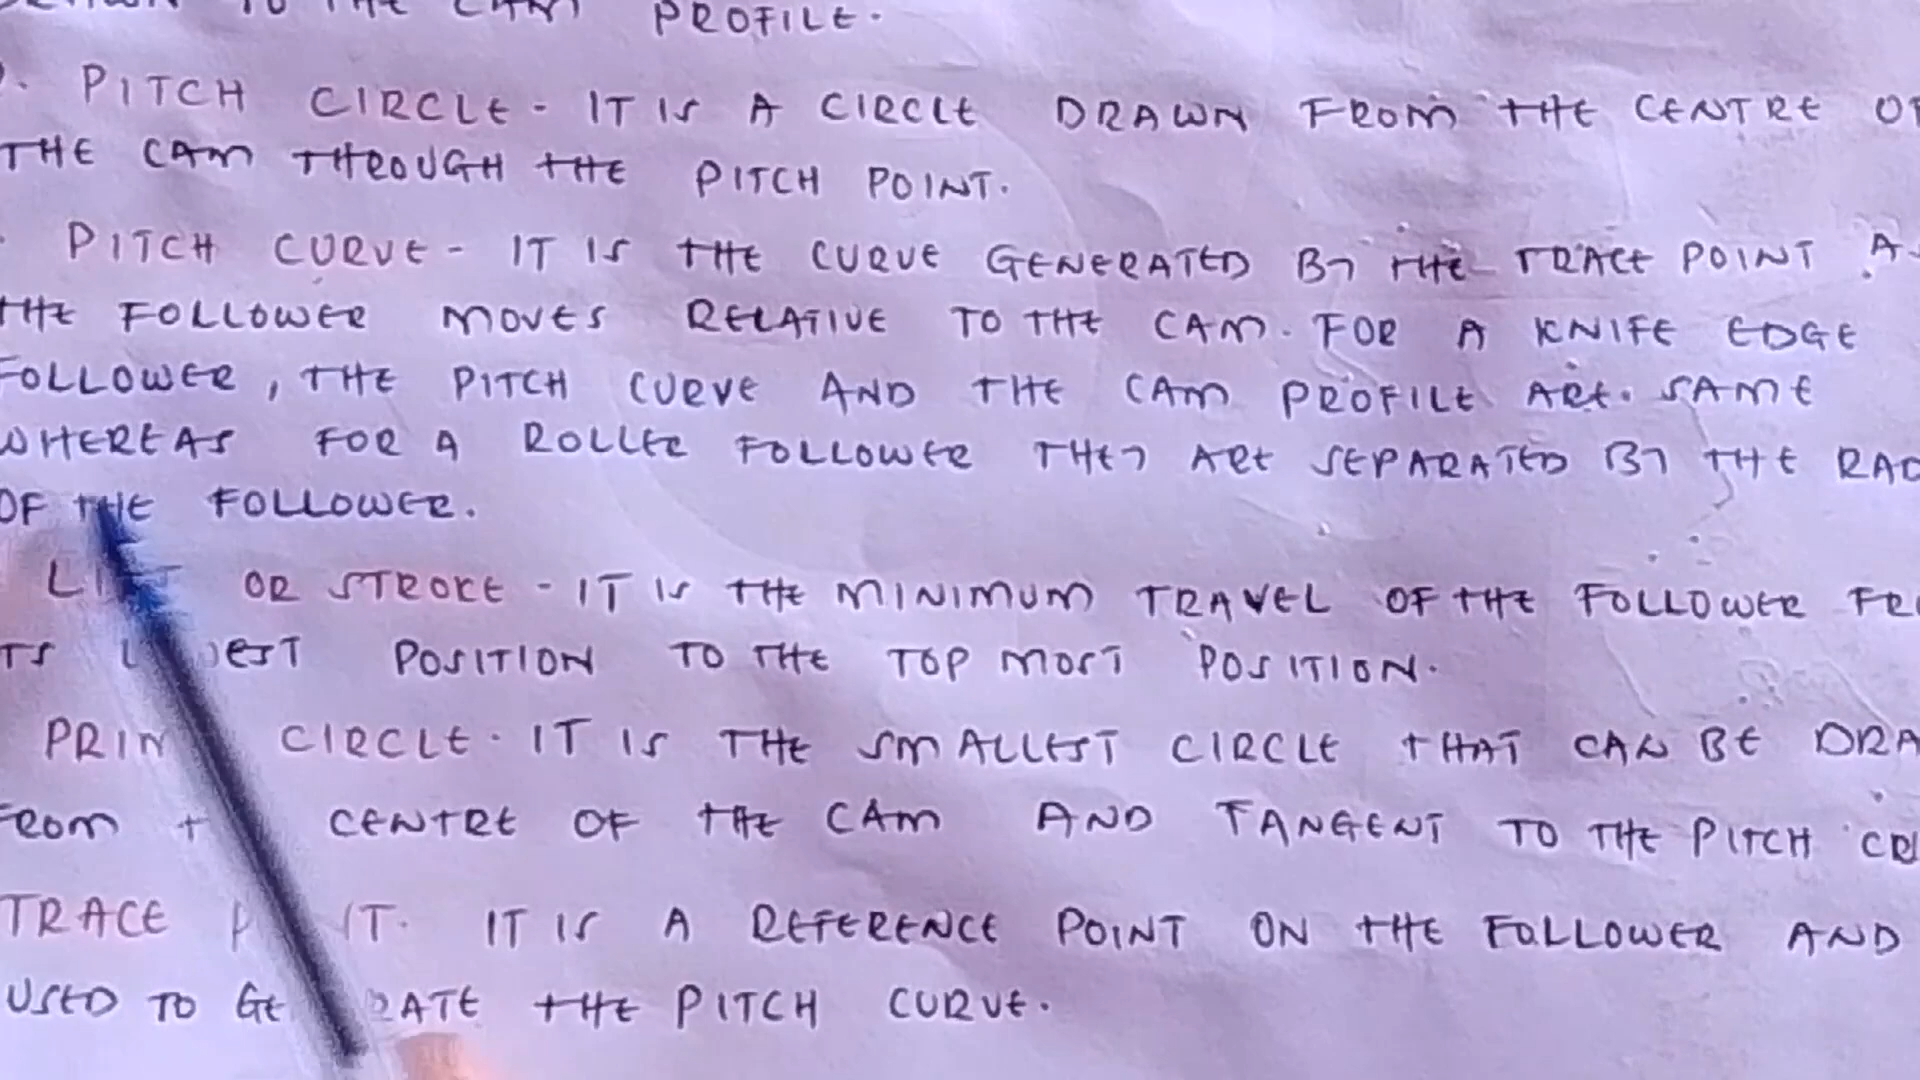 TO THE CAM PROFILE.
PITCH CIRCLE - IT IS A CIRCLE DRAWN FROM THE CENTRE OF
THE CAM THROUGH THE PITCH POINT.
PITCH CURVE - IT IS THE CURVE GENERATED BY THE TRACE POINT AS
THE FOLLOWER MOVES RELATIVE TO THE CAM. FOR A KNIFE EDGE
FOLLOWER, THE PITCH CURVE AND THE CAM PROFILE ARE SAME
WHEREAS FOR A ROLLER FOLLOWER THEY ARE SEPARATED BY THE RAD
OF THE FOLLOWER.
OR STROKE - IT IS THE MINIMUM TRAVEL OF THE FOLLOWER FRO
POSITION TO THE TOP MOST POSITION.
CIRCLE. IT IS THE SMALLEST CIRCLE THAT CAN BE DRA
FROM CENTRE OF THE CAM AND TANGENT TO THE PITCH
TRACE IT IS A REFERENCE POINT ON THE FOLLOWER AND
USED TO THE PITCH CURVE.